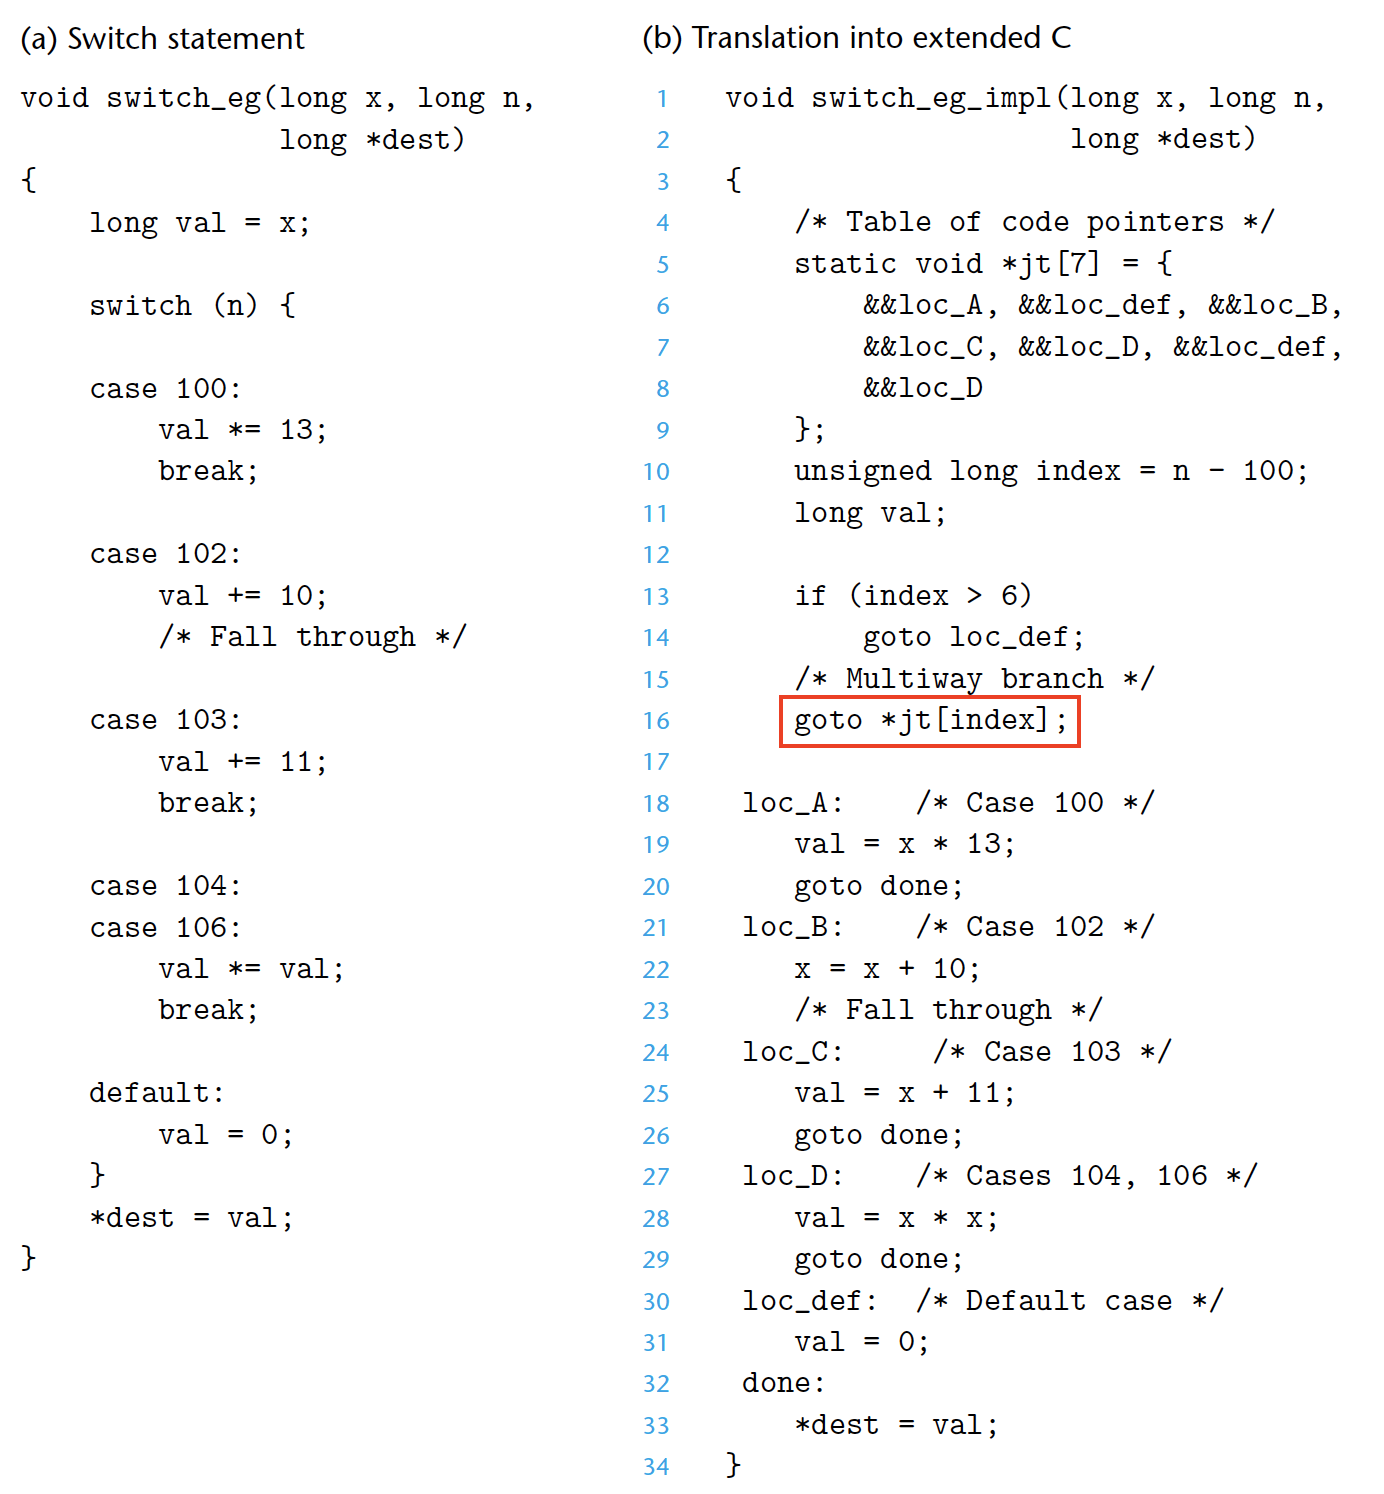 (a) Switch statement
void switch_eg(long x, long n,
               long *dest)
{
    long val = x;

    switch (n) {

    case 100:
        val *= 13;
        break;

    case 102:
        val += 10;
        /* Fall through */

    case 103:
        val += 11;
        break;

    case 104:
    case 106:
        val *= val;
        break;

    default:
        val = 0;
    }
    *dest = val;
}
(b) Translation into extended C
1   void switch_eg_impl(long x, long n,
2                       long *dest)
3   {
4       /* Table of code pointers */
5       static void *jt[7] = {
6           &&loc_A, &&loc_def, &&loc_B,
7           &&loc_C, &&loc_D, &&loc_def,
8           &&loc_D
9       };
10      unsigned long index = n - 100;
11      long val;
12
13      if (index > 6)
14          goto loc_def;
15      /* Multiway branch */
16      goto *jt[index];
17
18   loc_A:    /* Case 100 */
19      val = x * 13;
20      goto done;
21   loc_B:    /* Case 102 */
22      x = x + 10;
23      /* Fall through */
24   loc_C:     /* Case 103 */
25      val = x + 11;
26      goto done;
27   loc_D:    /* Cases 104, 106 */
28      val = x * x;
29      goto done;
30   loc_def:  /* Default case */
31      val = 0;
32   done:
33      *dest = val;
34  }